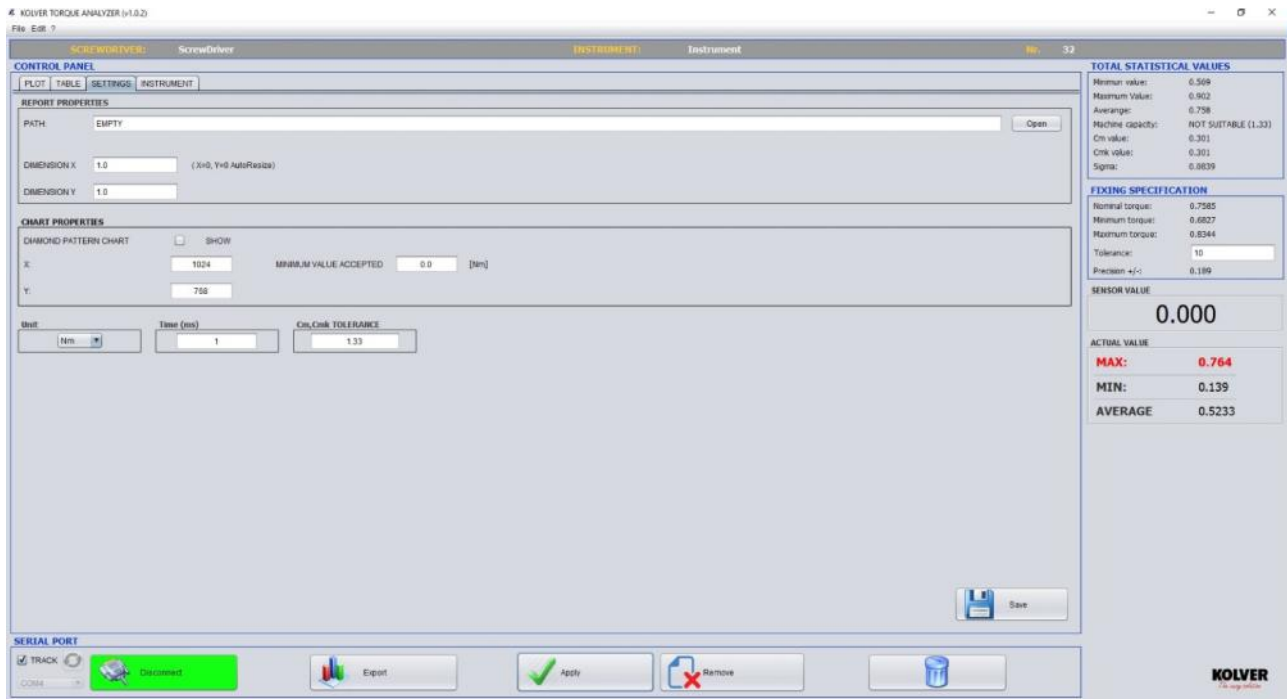 KOLVER TORQUE ANALYZER (v1.0.2)
File Edit ?
SCREWDRIVER: ScrewDriver INSTRUMENT: Instrument Nr. 32
CONTROL PANEL
PLOT TABLE SETTINGS INSTRUMENT
REPORT PROPERTIES
PATH: EMPTY Open
DIMENSION X 1.0 ( X=0, Y=0 AutoResize)
DIMENSION Y 1.0
CHART PROPERTIES
DIAMOND PATTERN CHART SHOW
X: 1024 MINIMUM VALUE ACCEPTED 0.0 [Nm]
Y: 768
Unit Time (ms) Cm,Cmk TOLERANCE
Nm 1 1.33
Save
SERIAL PORT
TRACK
COM4
Disconnect Export Apply Remove
TOTAL STATISTICAL VALUES
Minimun value: 0.509
Maximum Value: 0.902
Averange: 0.758
Machine capacity: NOT SUITABLE (1.33)
Cm value: 0.301
Cmk value: 0.301
Sigma: 0.0839
FIXING SPECIFICATION
Nominal torque: 0.7585
Minimum torque: 0.6827
Maximum torque: 0.8344
Tolerance: 10
Precision +/-: 0.189
SENSOR VALUE
0.000
ACTUAL VALUE
MAX: 0.764
MIN: 0.139
AVERAGE 0.5233
KOLVER